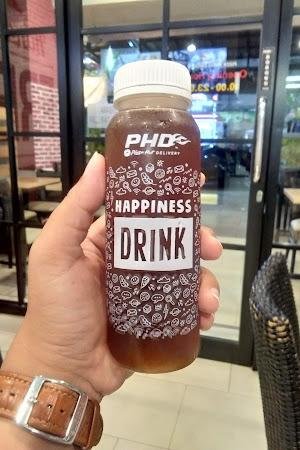 PHD
Pizza Hut DELIVERY
HAPPINESS
DRINK